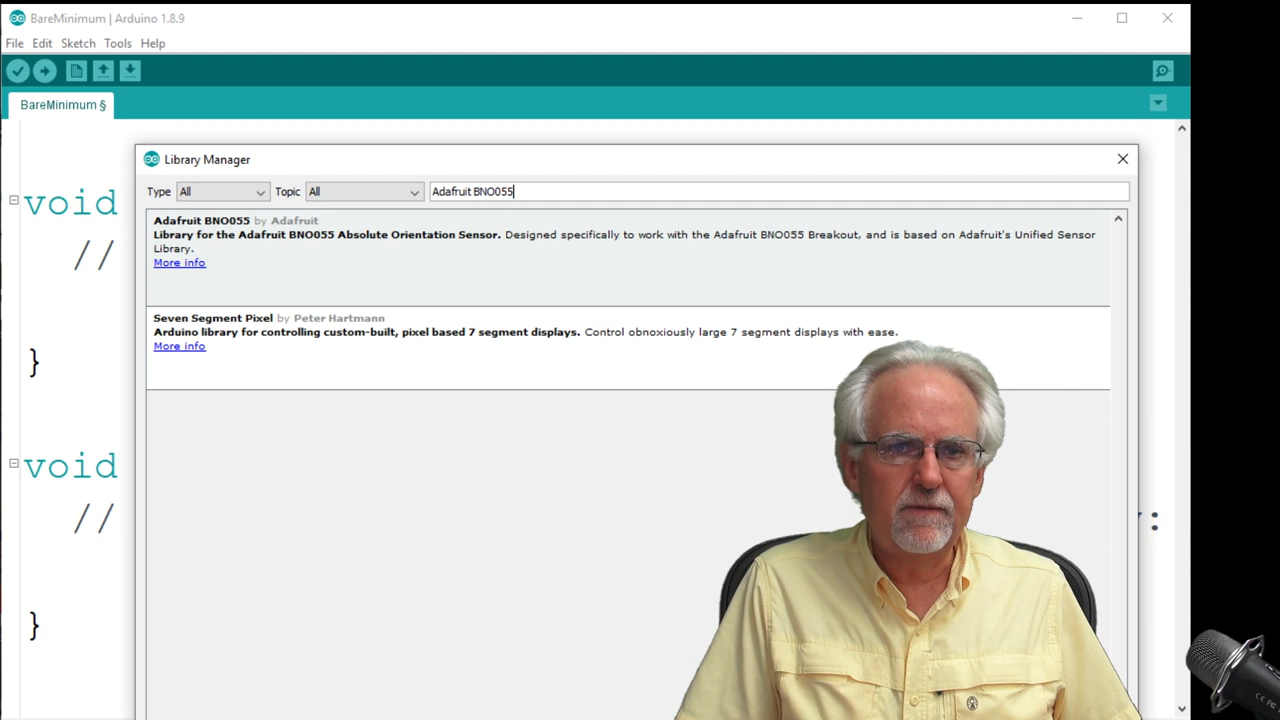 BareMinimum | Arduino 1.8.9
File Edit Sketch Tools Help
BareMinimum §
Library Manager
Type All Topic All Adafruit BNO055
Adafruit BNO055 by Adafruit
Library for the Adafruit BNO055 Absolute Orientation Sensor. Designed specifically to work with the Adafruit BNO055 Breakout, and is based on Adafruit's Unified Sensor
Library.
More info
Seven Segment Pixel by Peter Hartmann
Arduino library for controlling custom-built, pixel based 7 segment displays. Control obnoxiously large 7 segment displays with ease.
More info
void
//
}
void
// :
}